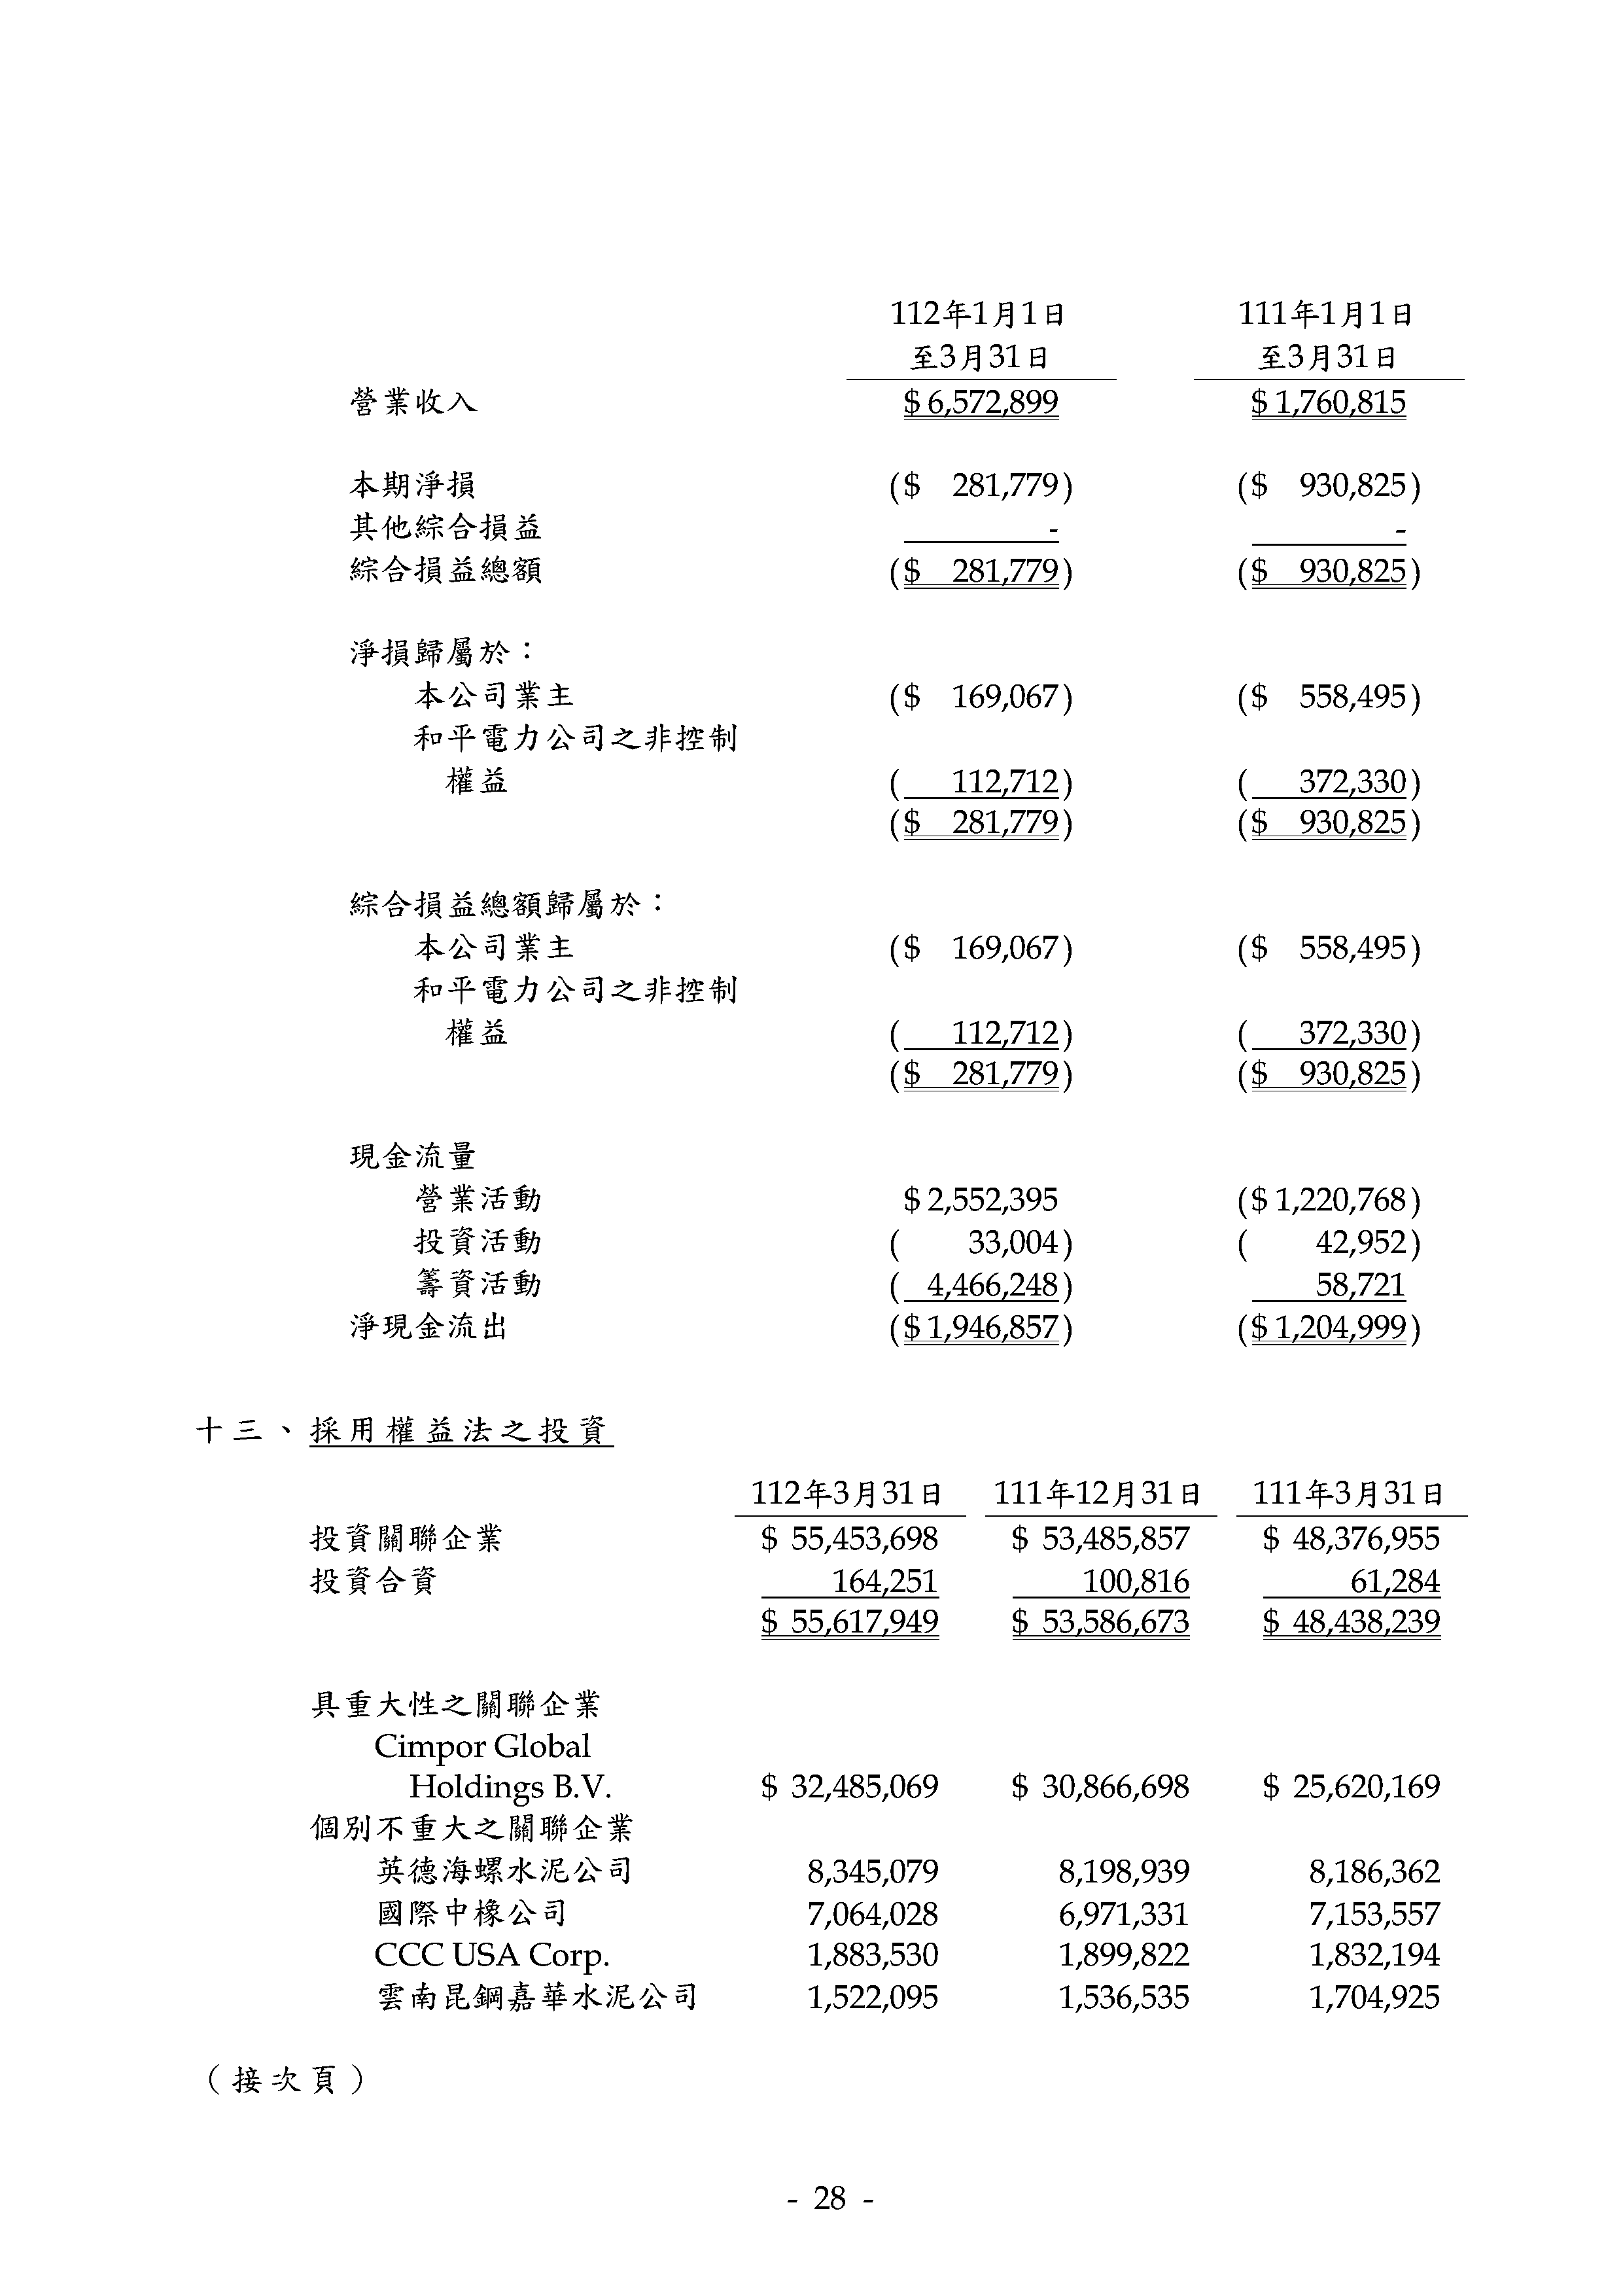 112年1月1日 111年1月1日
至3月31日 至3月31日
營業收入 $ 6,572,899 $ 1,760,815
本期淨損 ($ 281,779) ($ 930,825)
其他綜合損益 - -
綜合損益總額 ($ 281,779) ($ 930,825)
淨損歸屬於：
本公司業主 ($ 169,067) ($ 558,495)
和平電力公司之非控制
權益 ( 112,712) ( 372,330)
($ 281,779) ($ 930,825)
綜合損益總額歸屬於：
本公司業主 ($ 169,067) ($ 558,495)
和平電力公司之非控制
權益 ( 112,712) ( 372,330)
($ 281,779) ($ 930,825)
現金流量
營業活動 $ 2,552,395 ($ 1,220,768)
投資活動 ( 33,004) ( 42,952)
籌資活動 ( 4,466,248) 58,721
淨現金流出 ($ 1,946,857) ($ 1,204,999)
十三、採用權益法之投資
112年3月31日 111年12月31日 111年3月31日
投資關聯企業 $ 55,453,698 $ 53,485,857 $ 48,376,955
投資合資 164,251 100,816 61,284
$ 55,617,949 $ 53,586,673 $ 48,438,239
具重大性之關聯企業
Cimpor Global
Holdings B.V. $ 32,485,069 $ 30,866,698 $ 25,620,169
個別不重大之關聯企業
英德海螺水泥公司 8,345,079 8,198,939 8,186,362
國際中橡公司 7,064,028 6,971,331 7,153,557
CCC USA Corp. 1,883,530 1,899,822 1,832,194
雲南昆鋼嘉華水泥公司 1,522,095 1,536,535 1,704,925
（接次頁）
- 28 -